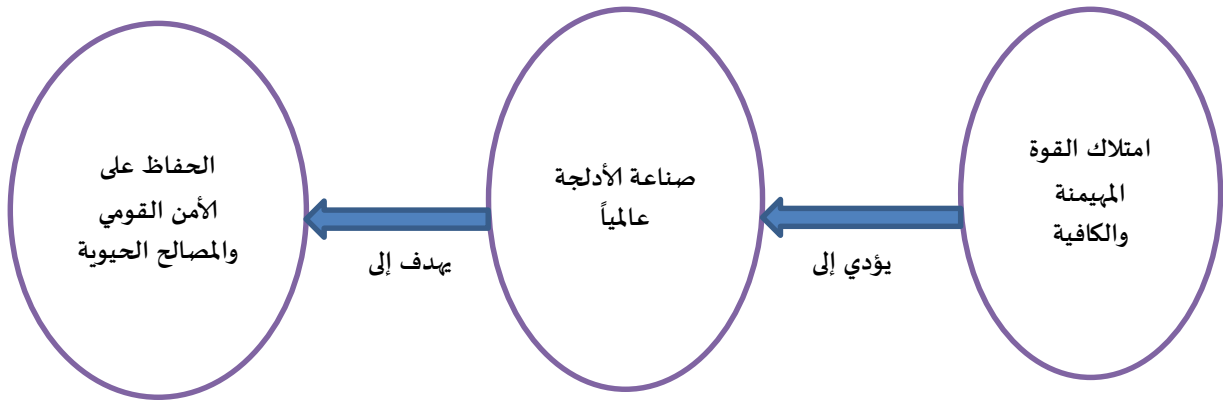 امتلاك القوة
المهيمنة
والكافية
يؤدي إلى
صناعة الأدلجة
عالمياً
يهدف إلى
الحفاظ على
الأمن القومي
والمصالح الحيوية